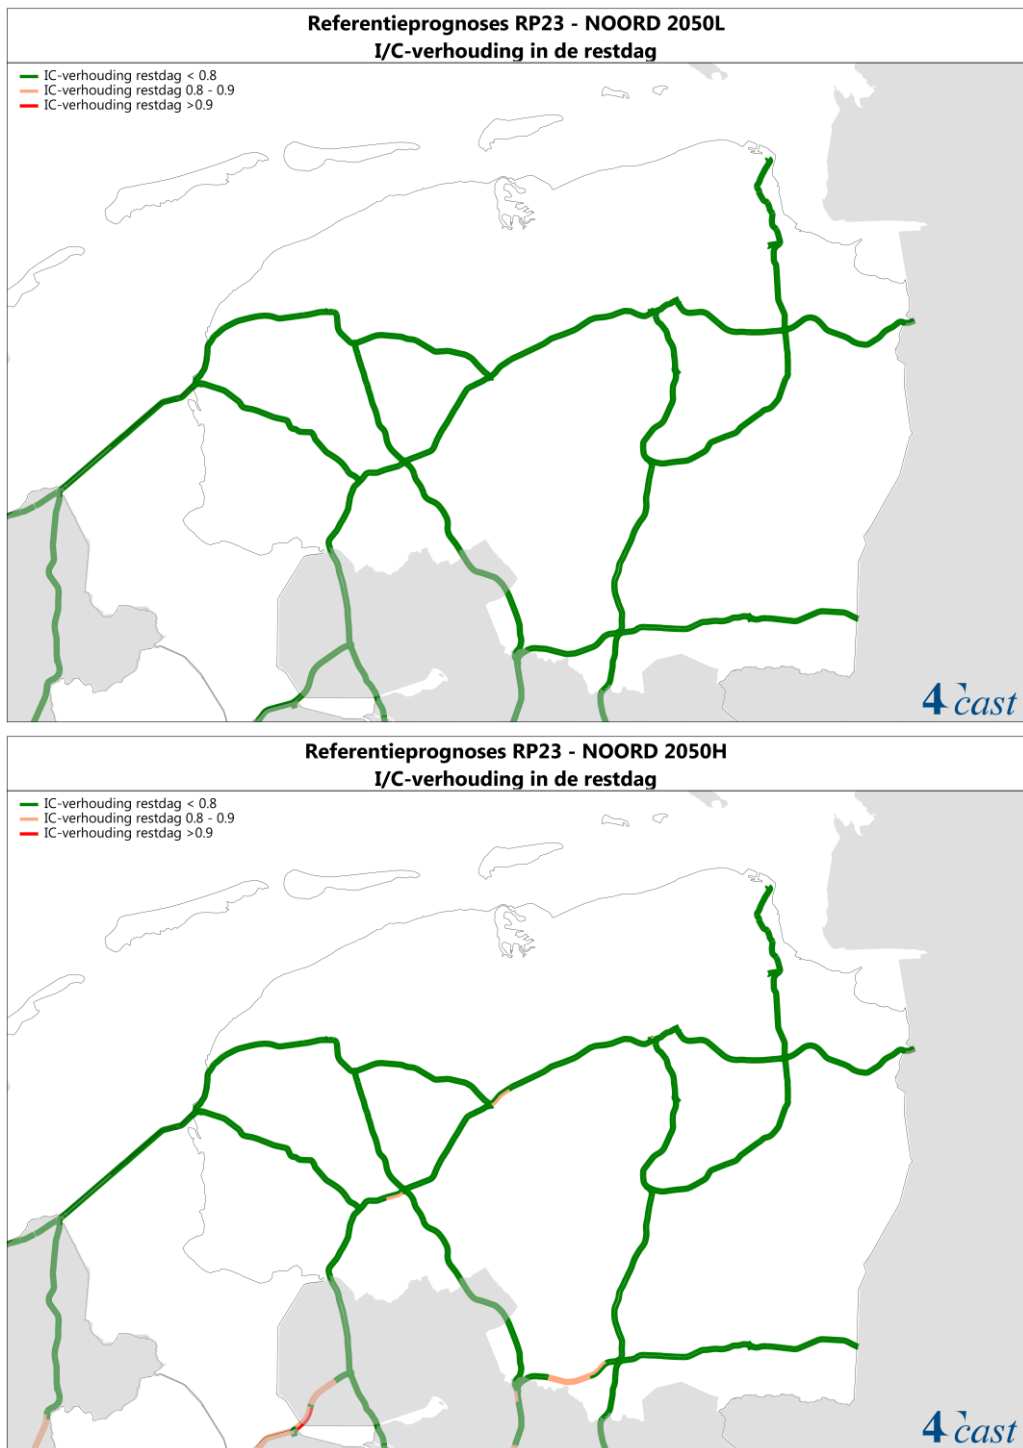 Referentieprognoses RP23 - NOORD 2050L
I/C-verhouding in de restdag
IC-verhouding restdag < 0.8
IC-verhouding restdag 0.8 - 0.9
IC-verhouding restdag >0.9
4cast
Referentieprognoses RP23 - NOORD 2050H
I/C-verhouding in de restdag
IC-verhouding restdag < 0.8
IC-verhouding restdag 0.8 - 0.9
IC-verhouding restdag >0.9
4cast